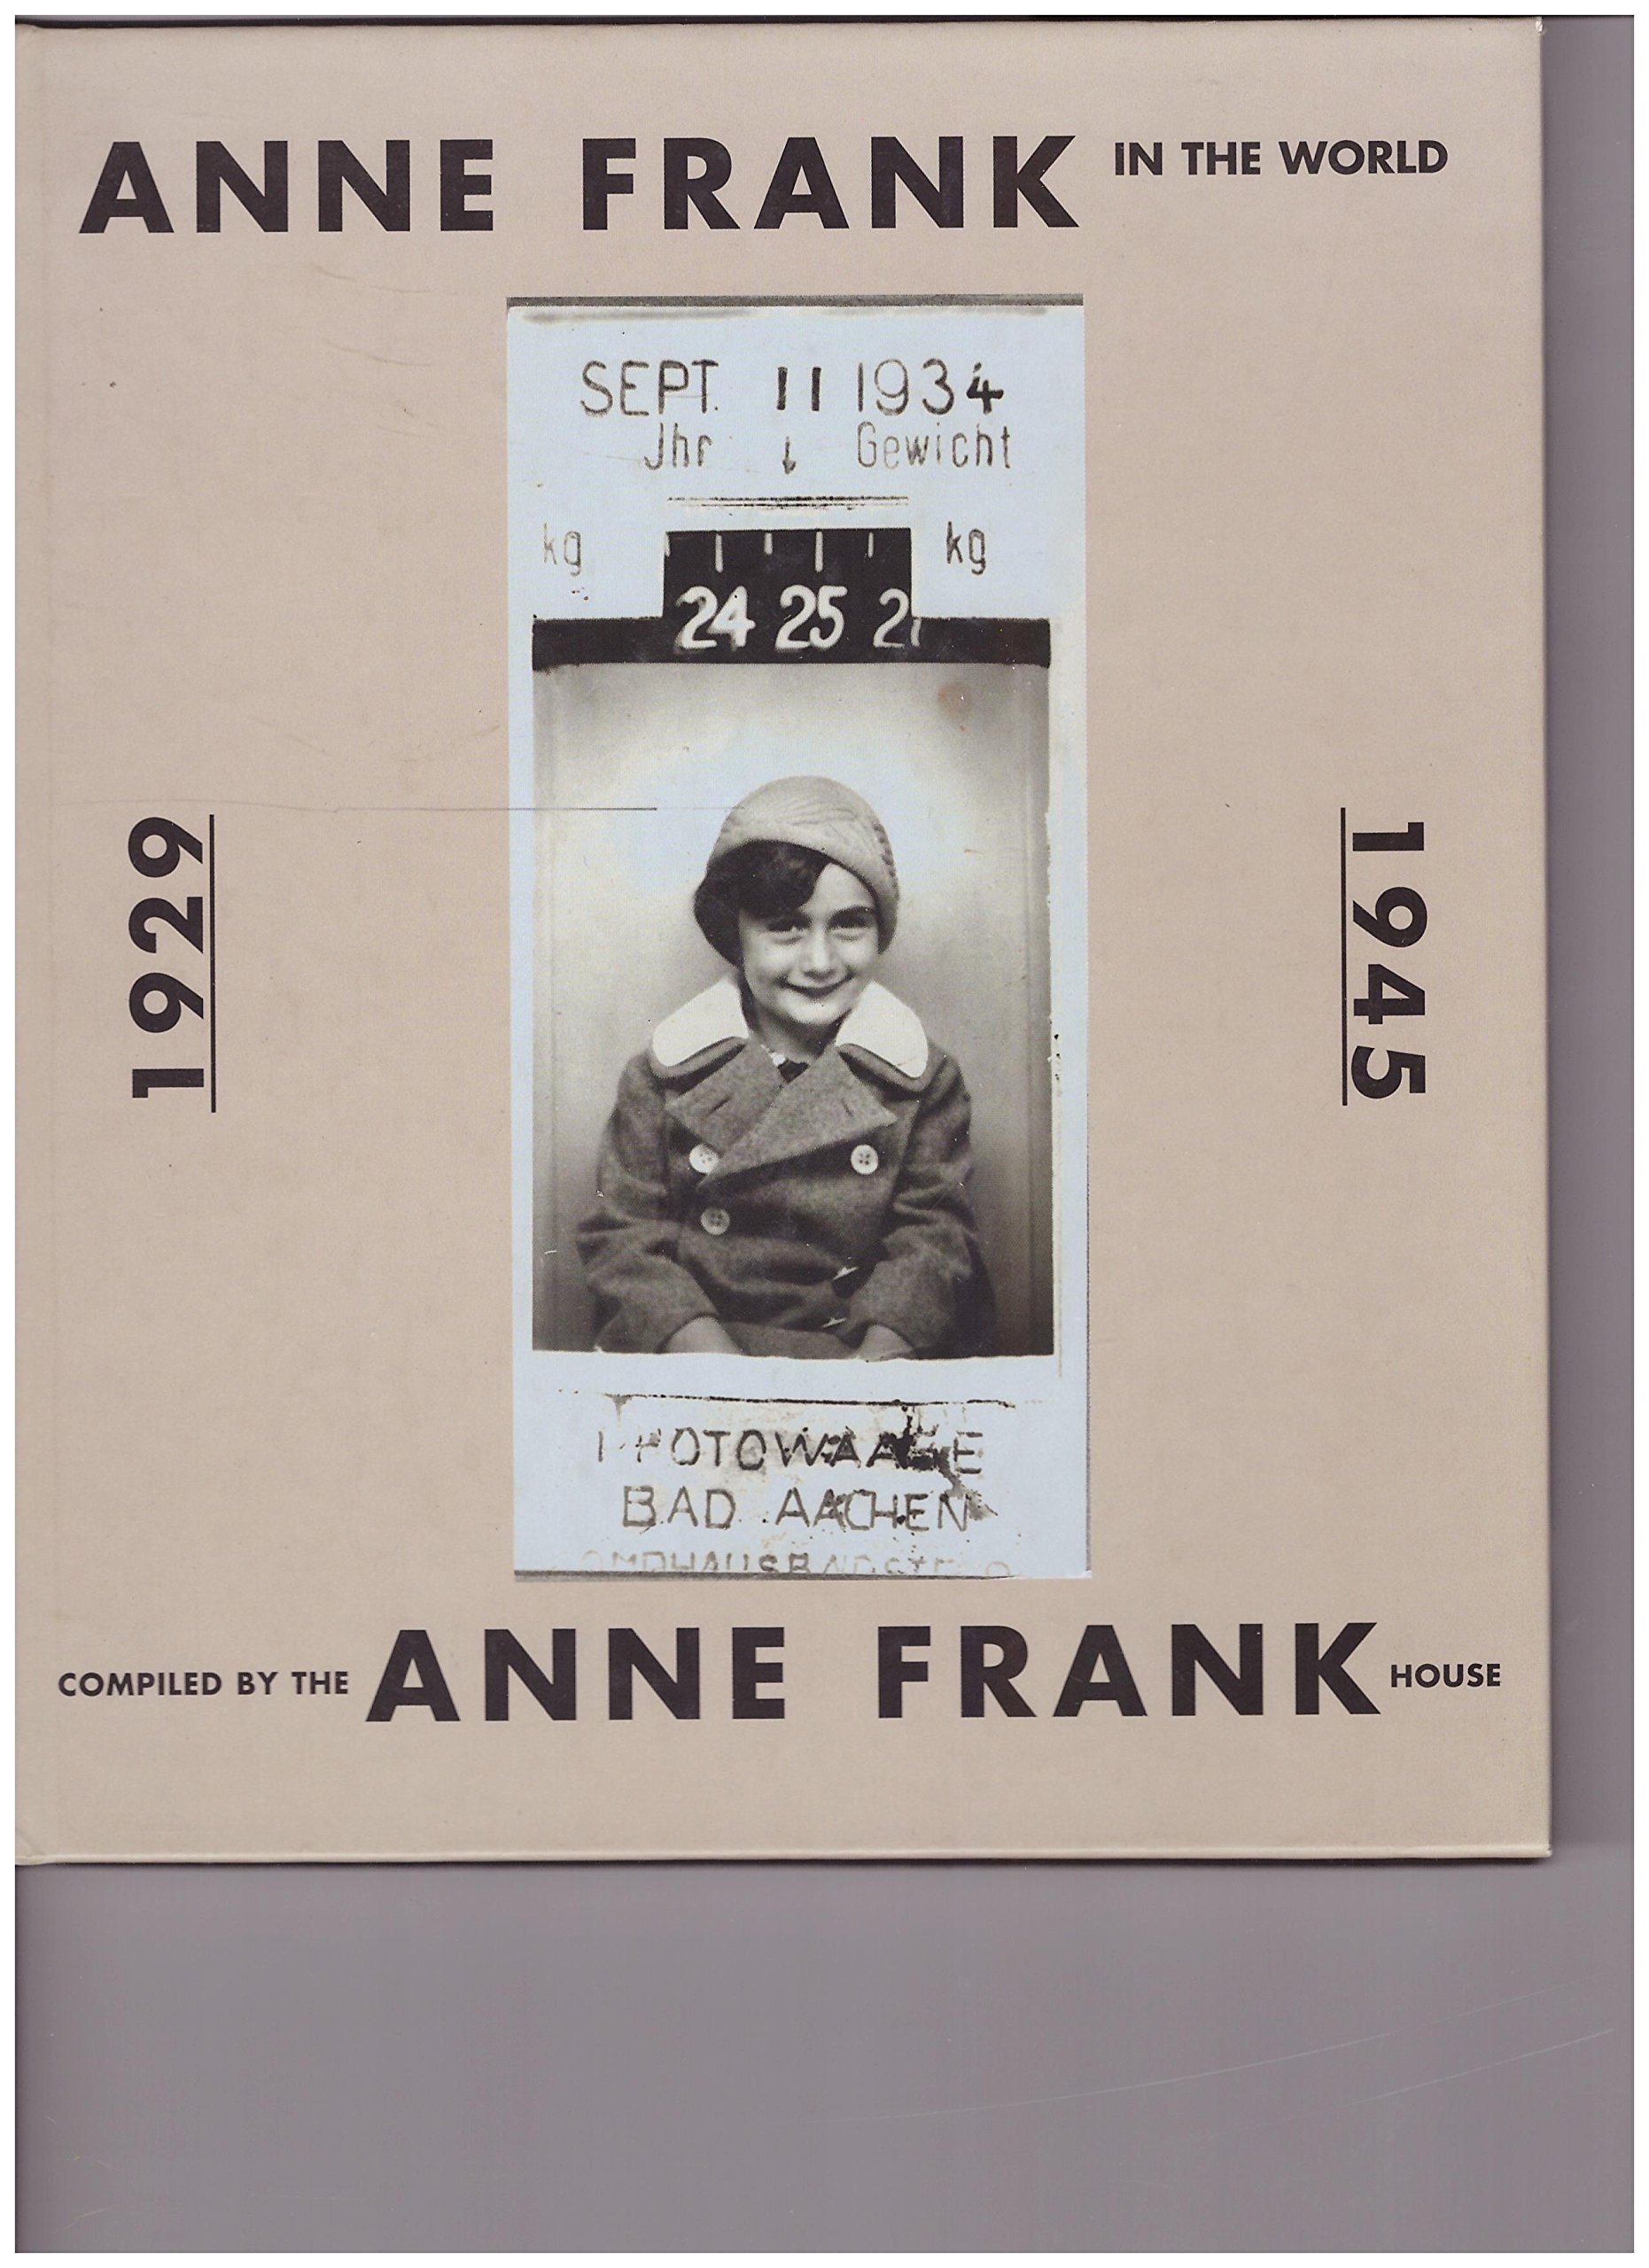 ANNE FRANK IN THE WORLD
SEPT. 11 1934
Jhr Gewicht
kg kg
24 25
1929
1945
BAD AACHEN
COMPILED BY THE ANNE FRANK HOUSE